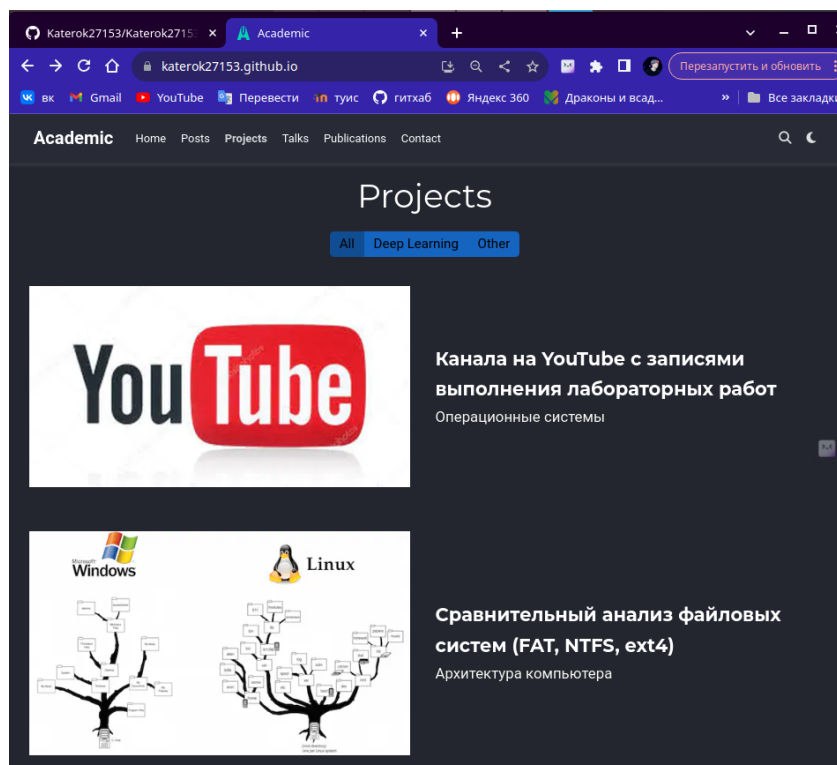 Katerok27153/Katerok2715
Academic
katerok27153.github.io
Перезапустить и обновить
вк
Gmail
YouTube
Перевести
туис
гитхаб
Яндекс 360
Драконы и всад...
»
Все закладки
Academic
Home
Posts
Projects
Talks
Publications
Contact
Projects
All
Deep Learning
Other
YouTube
Канала на YouTube с записями
выполнения лабораторных работ
Операционные системы
Microsoft
Windows
Linux
Сравнительный анализ файловых
систем (FAT, NTFS, ext4)
Архитектура компьютера